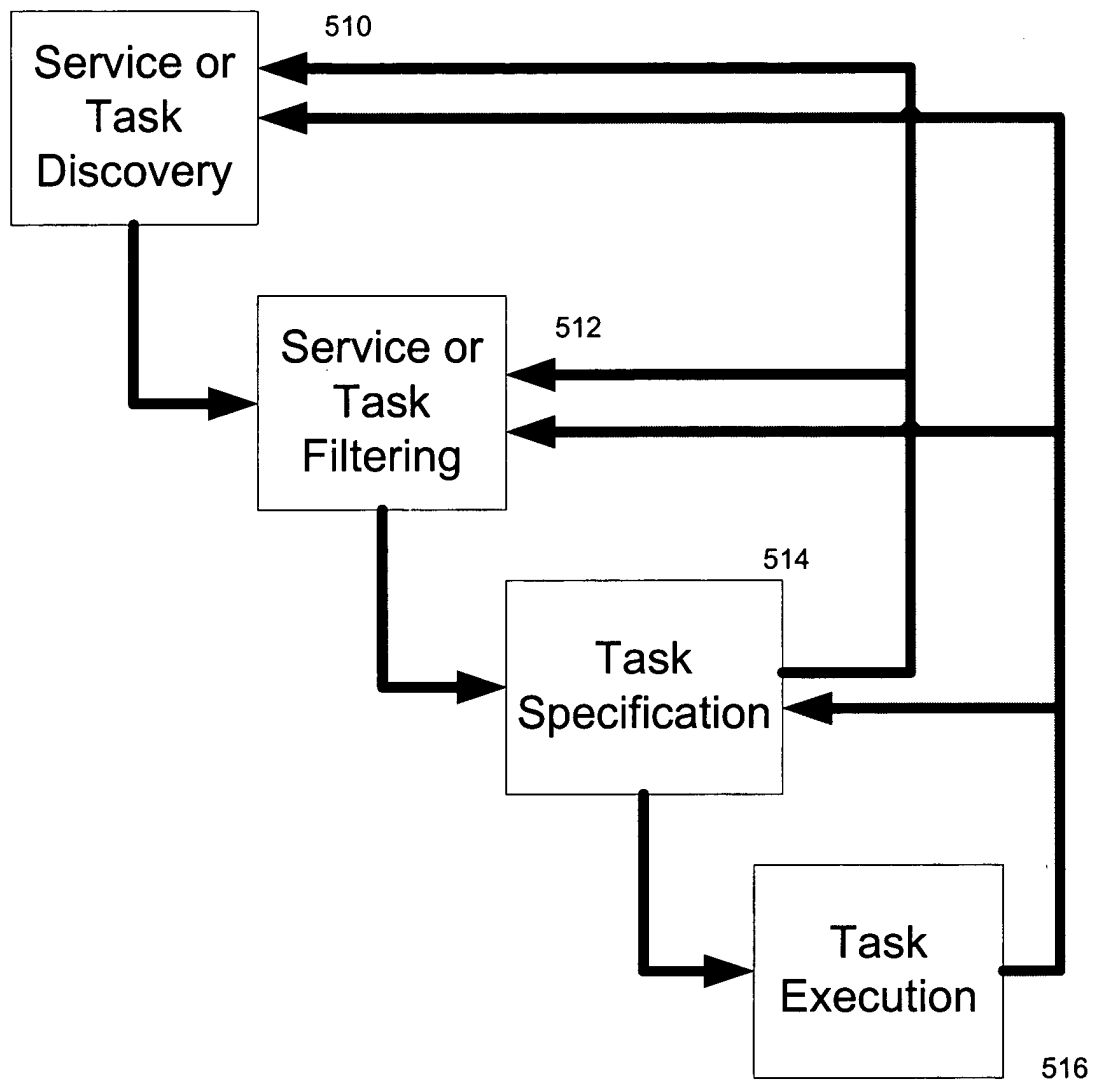 510
Service or
Task
Discovery
512
Service or
Task
Filtering
514
Task
Specification
Task
Execution
516